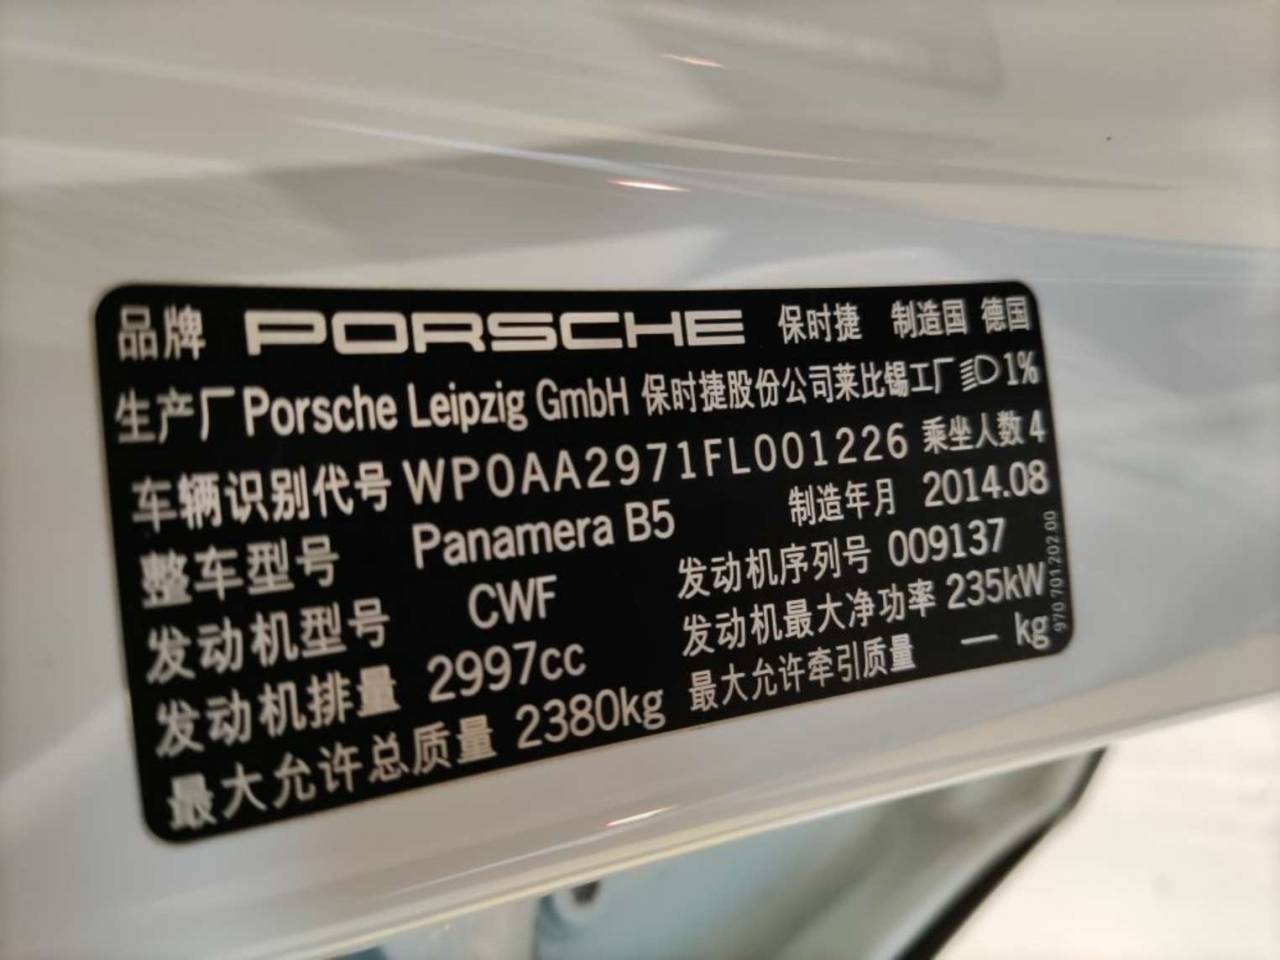 品牌 PORSCHE 保时捷 制造国 德国
生产厂 Porsche Leipzig GmbH 保时捷股份公司莱比锡工厂 1%
车辆识别代号 WP0AA2971FL001226 乘坐人数 4
整车型号 Panamera B5 制造年月 2014.08
发动机型号 CWF 发动机序列号 009137
发动机排量 2997cc 发动机最大净功率 235kW
最大允许总质量 2380kg 最大允许牵引质量 — kg
970.701.202.00